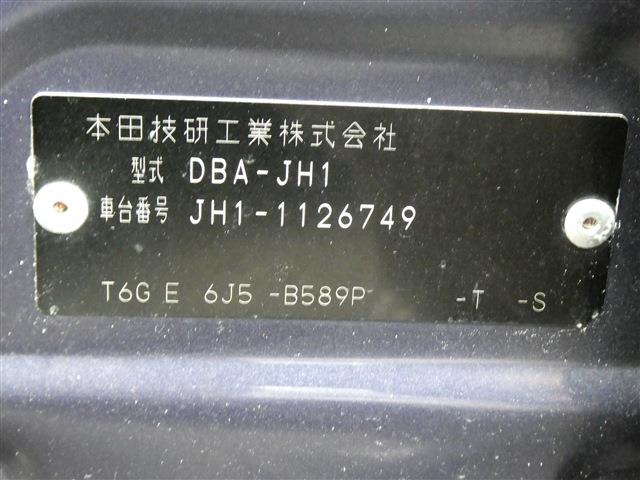 本田技研工業株式会社
型式 DBA-JH1
車台番号 JH1-1126749
T6G E 6J5 -B589P -T -S